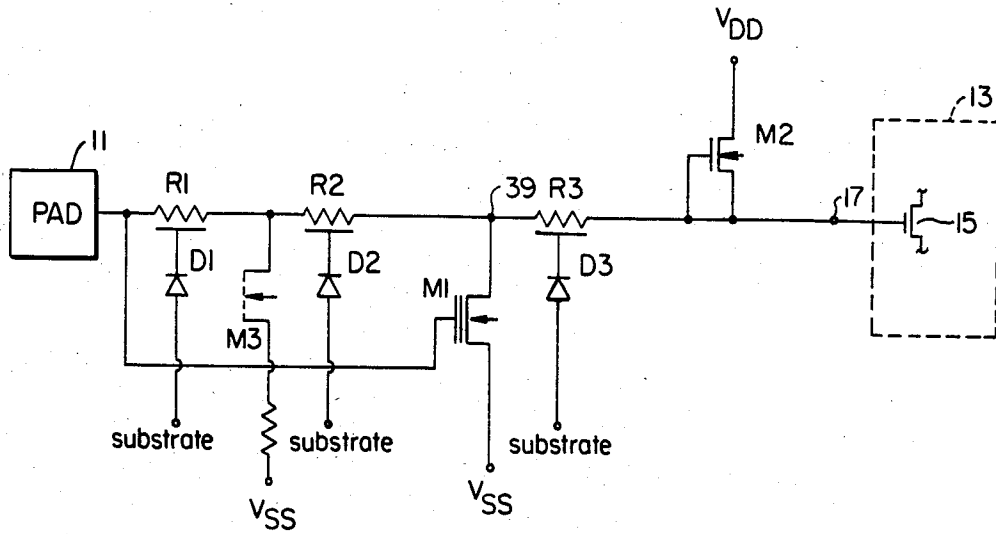 VDD
13
11
M2
R1
R2
39
R3
PAD
17
15
D1
D2
M1
D3
M3
substrate
substrate
substrate
VSS
VSS